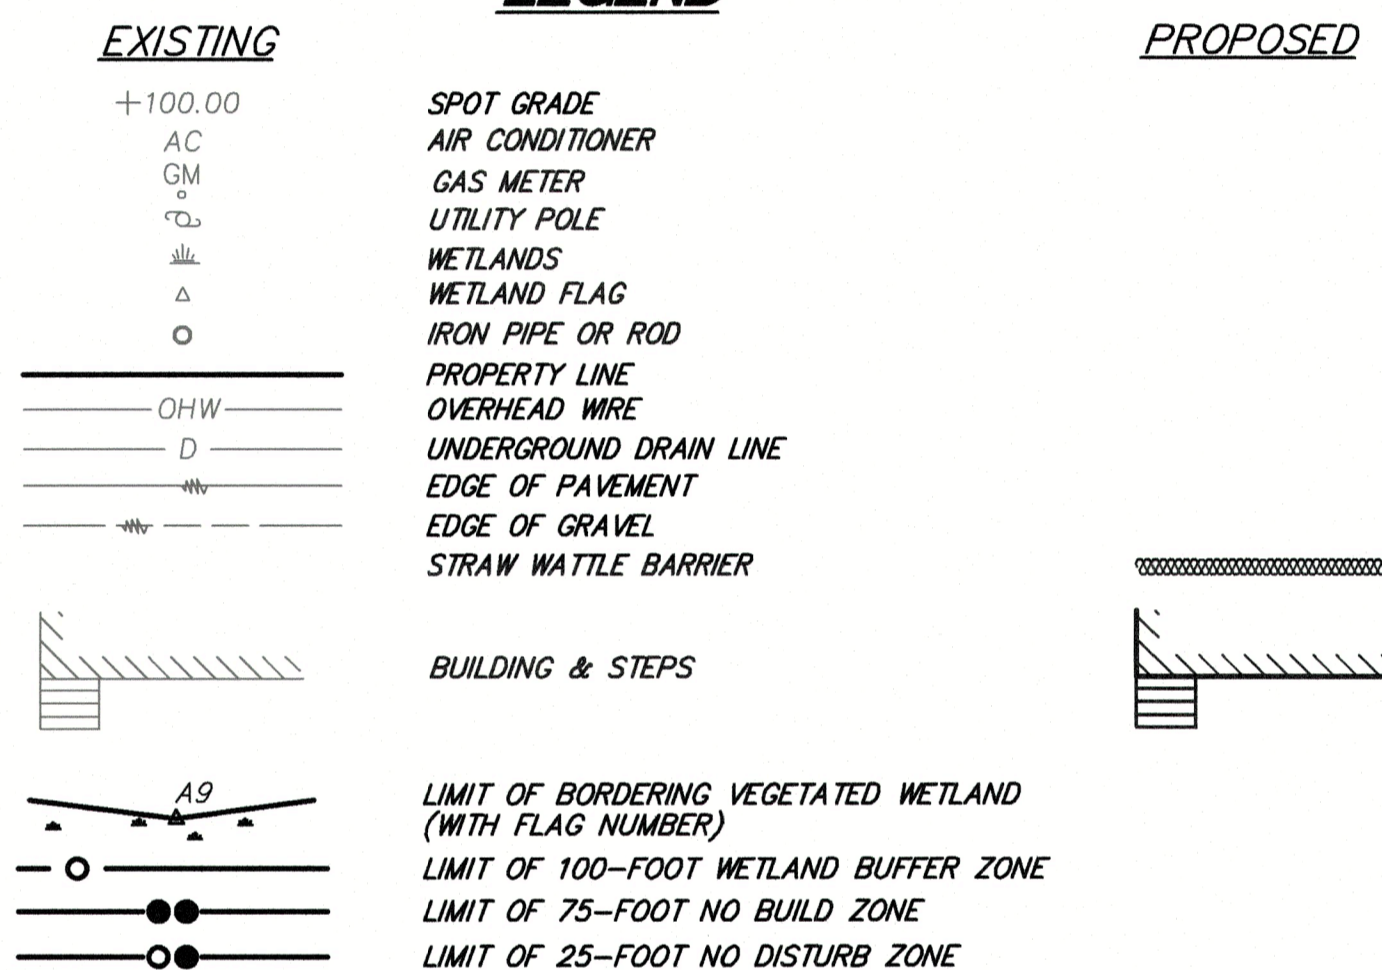 LEGEND
EXISTING PROPOSED
+100.00 SPOT GRADE
AC AIR CONDITIONER
GM GAS METER
UTILITY POLE
WETLANDS
WETLAND FLAG
IRON PIPE OR ROD
PROPERTY LINE
OHW OVERHEAD WIRE
D UNDERGROUND DRAIN LINE
EDGE OF PAVEMENT
EDGE OF GRAVEL
STRAW WATTLE BARRIER
BUILDING & STEPS
A9 LIMIT OF BORDERING VEGETATED WETLAND
(WITH FLAG NUMBER)
LIMIT OF 100-FOOT WETLAND BUFFER ZONE
LIMIT OF 75-FOOT NO BUILD ZONE
LIMIT OF 25-FOOT NO DISTURB ZONE